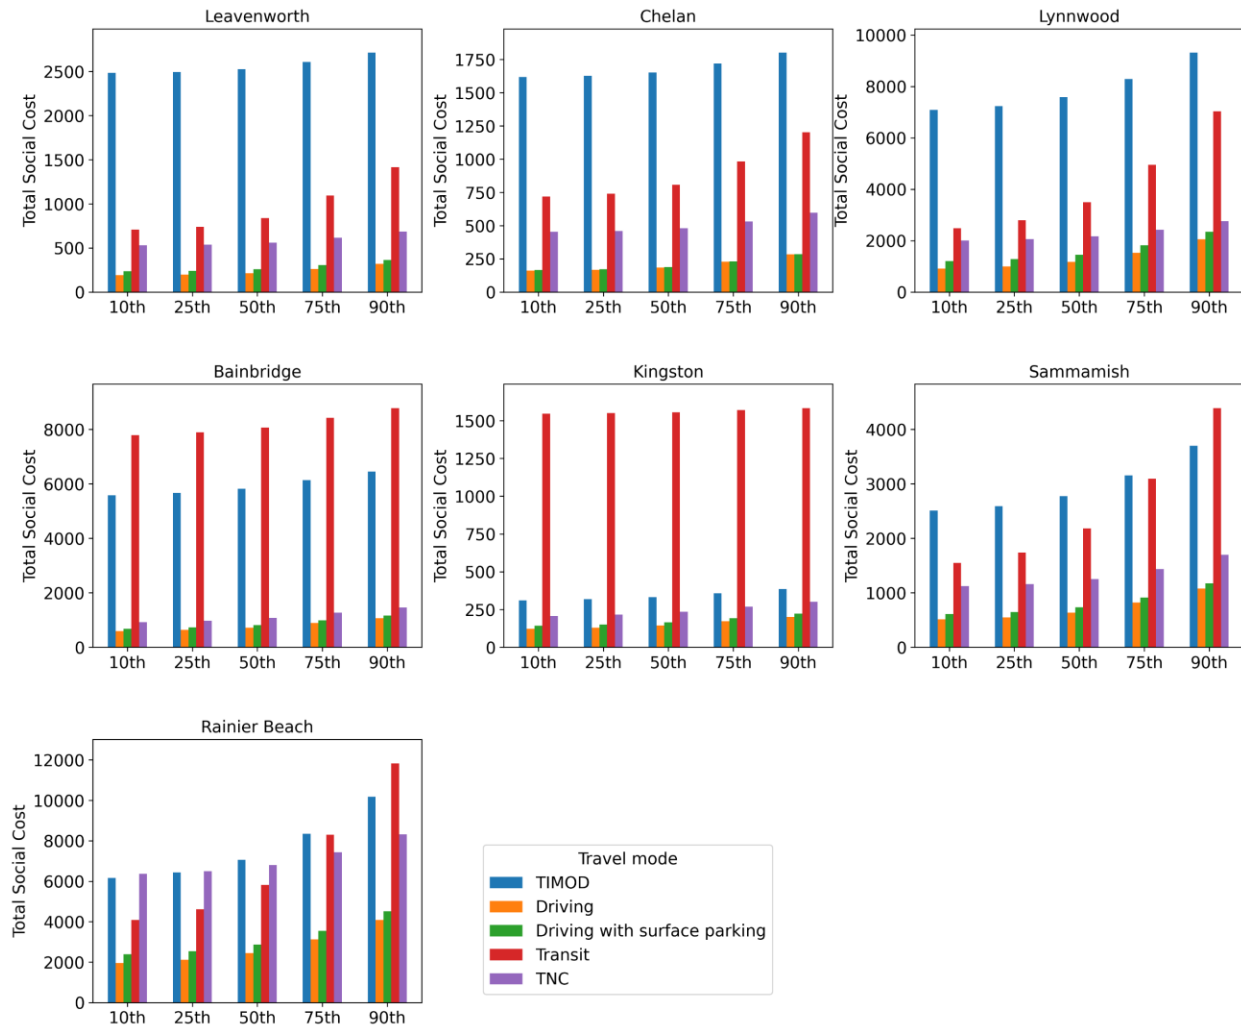 Leavenworth
Total Social Cost
2500
2000
1500
1000
500
0
10th 25th 50th 75th 90th
Chelan
Total Social Cost
1750
1500
1250
1000
750
500
250
0
10th 25th 50th 75th 90th
Lynnwood
Total Social Cost
10000
8000
6000
4000
2000
0
10th 25th 50th 75th 90th
Bainbridge
Total Social Cost
8000
6000
4000
2000
0
10th 25th 50th 75th 90th
Kingston
Total Social Cost
1500
1250
1000
750
500
250
0
10th 25th 50th 75th 90th
Sammamish
Total Social Cost
4000
3000
2000
1000
0
10th 25th 50th 75th 90th
Rainier Beach
Total Social Cost
12000
10000
8000
6000
4000
2000
0
10th 25th 50th 75th 90th
Travel mode
TIMOD
Driving
Driving with surface parking
Transit
TNC